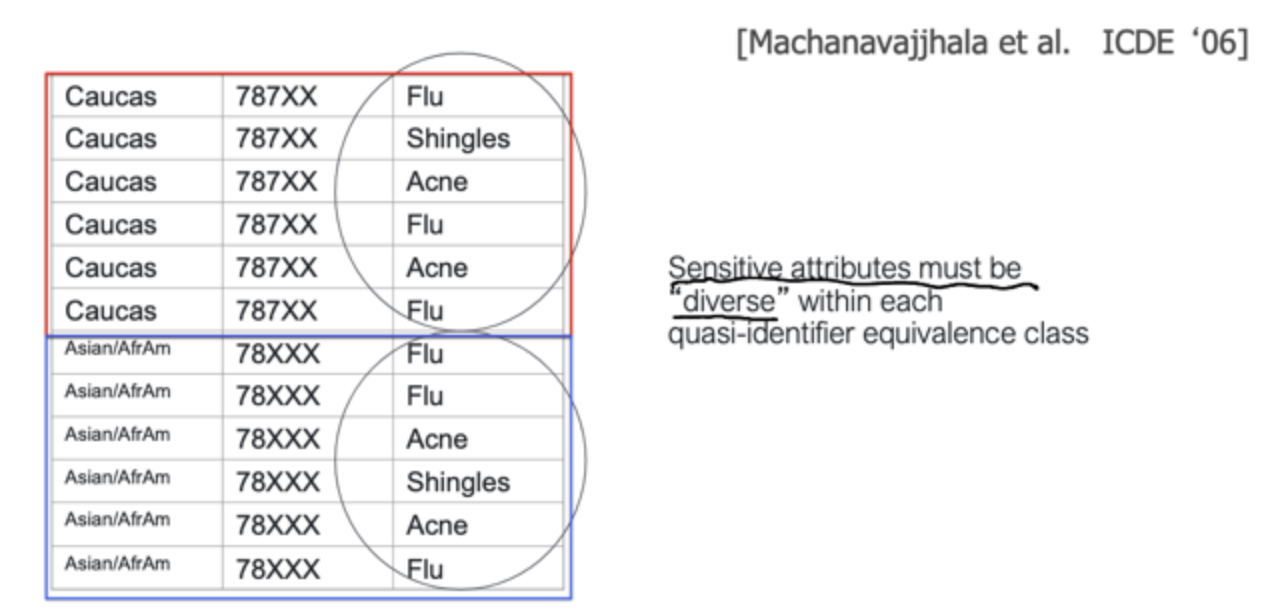 [Machanavajjhala et al. ICDE ‘06]
Caucas 787XX Flu
Caucas 787XX Shingles
Caucas 787XX Acne
Caucas 787XX Flu
Caucas 787XX Acne
Caucas 787XX Flu
Asian/AfrAm 78XXX Flu
Asian/AfrAm 78XXX Flu
Asian/AfrAm 78XXX Acne
Asian/AfrAm 78XXX Shingles
Asian/AfrAm 78XXX Acne
Asian/AfrAm 78XXX Flu
Sensitive attributes must be
“diverse” within each
quasi-identifier equivalence class